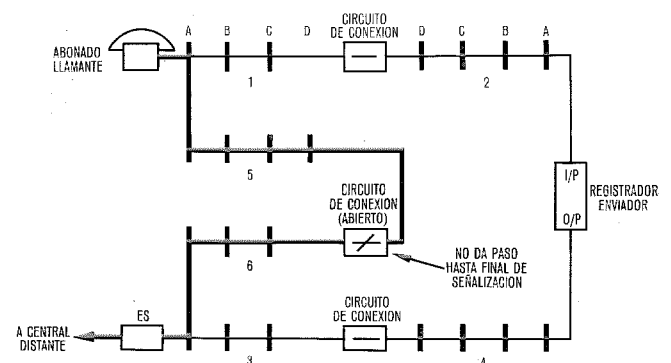 CIRCUITO
DE CONEXION
A B C D D C B A
ABONADO
LLAMANTE
1 2
5
I/P
O/P
REGISTRADOR
ENVIADOR
CIRCUITO
DE CONEXION
(ABIERTO)
6
NO DA PASO
HASTA FINAL DE
SEÑALIZACION
CIRCUITO
DE CONEXION
ES
A CENTRAL
DISTANTE
3 4